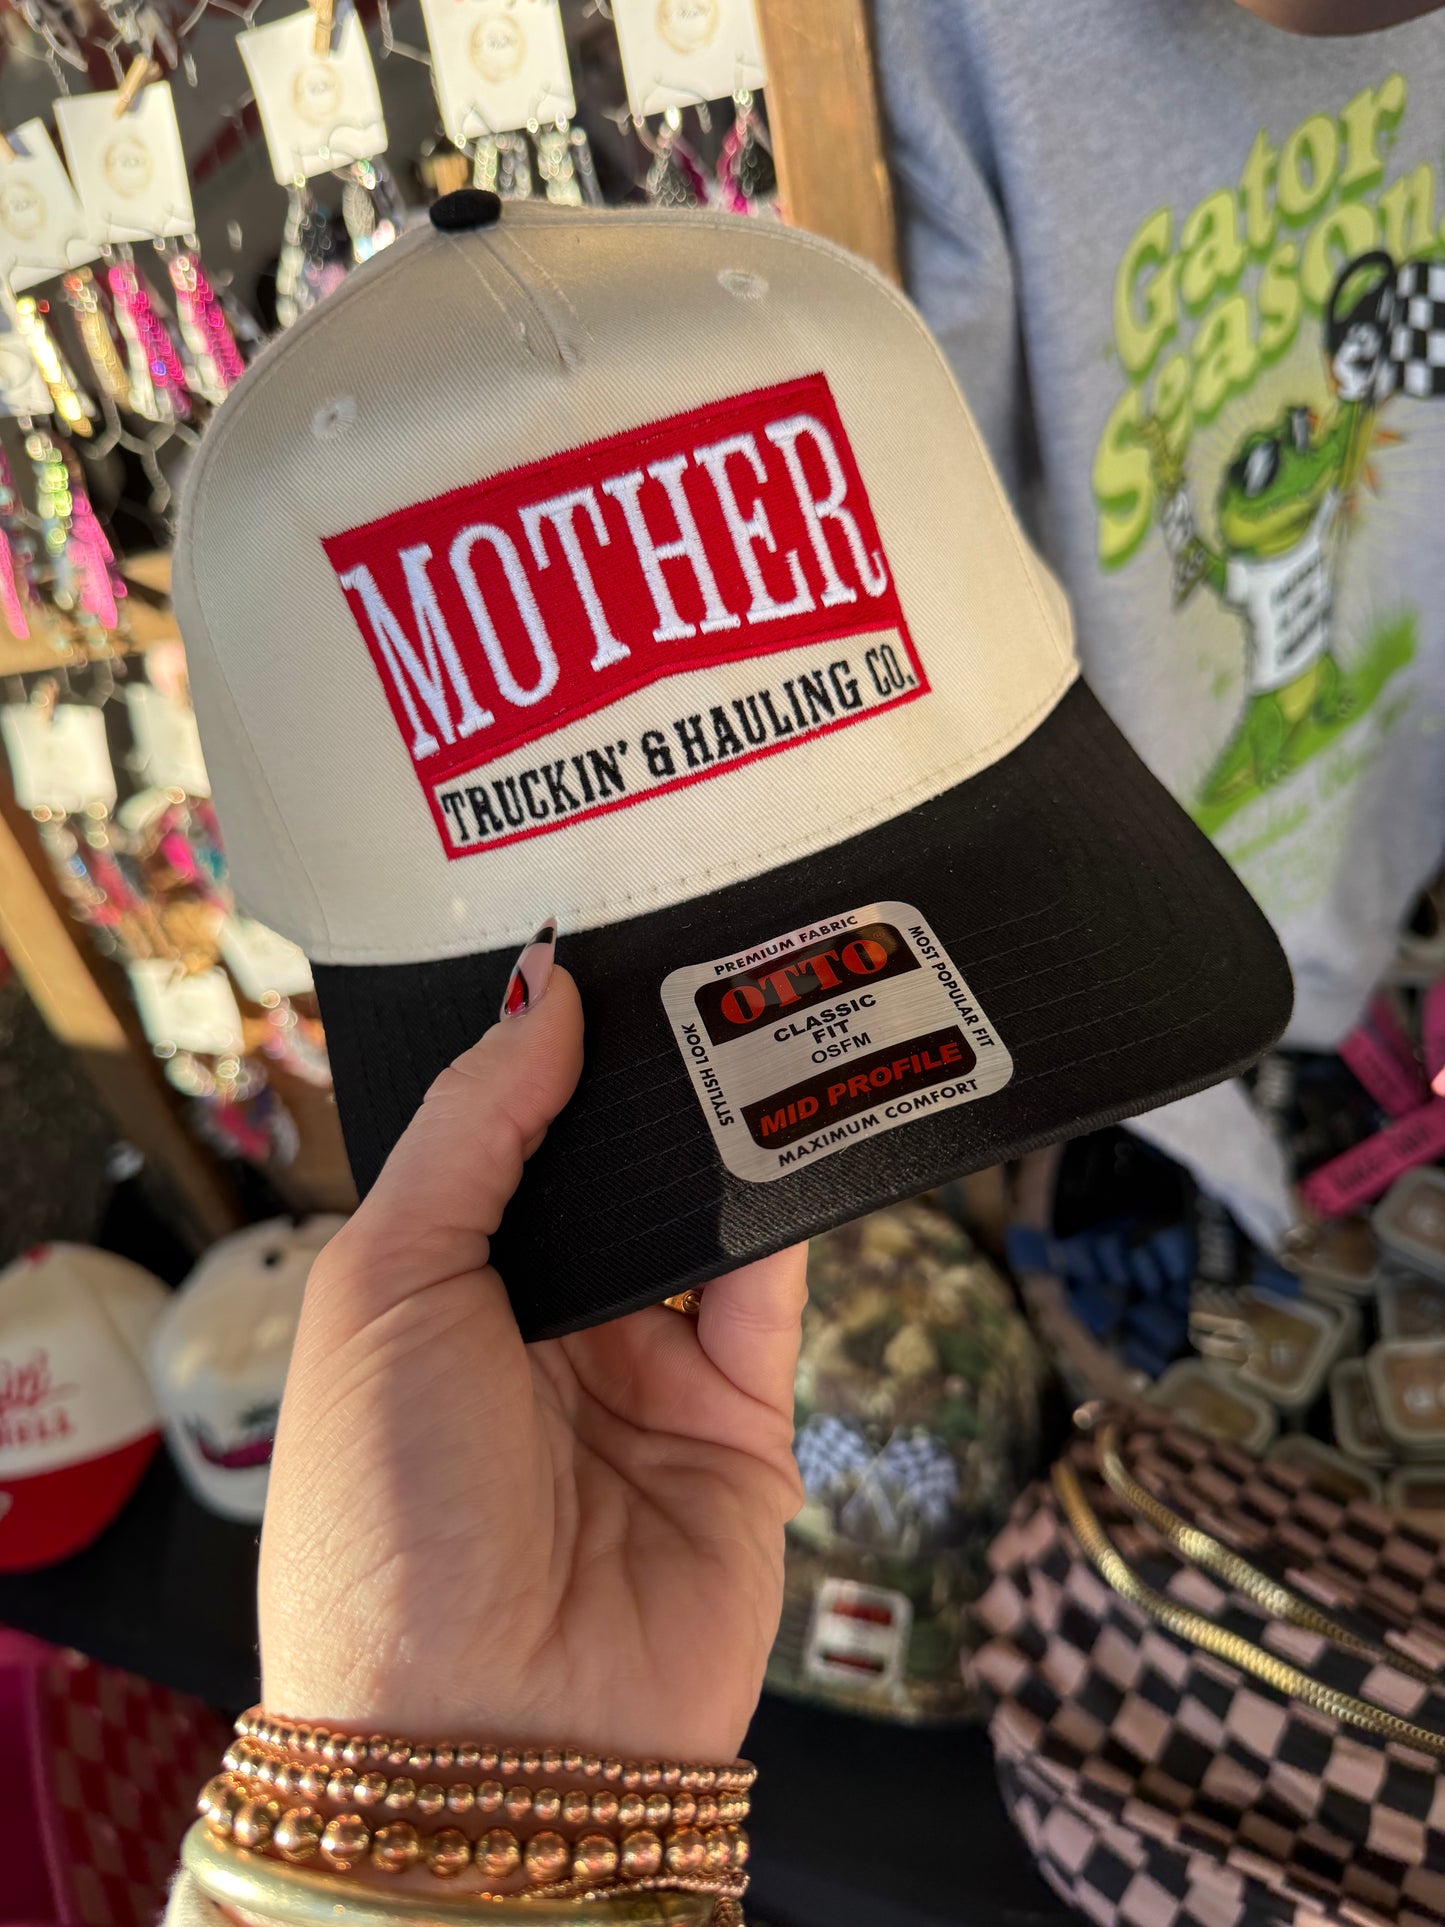 MOTHER
TRUCKIN' & HAULING CO.
PREMIUM FABRIC
MOST POPULAR FIT
STYLISH LOOK
OTTO
CLASSIC
FIT
OSFM
MID PROFILE
MAXIMUM COMFORT
Gator
Season